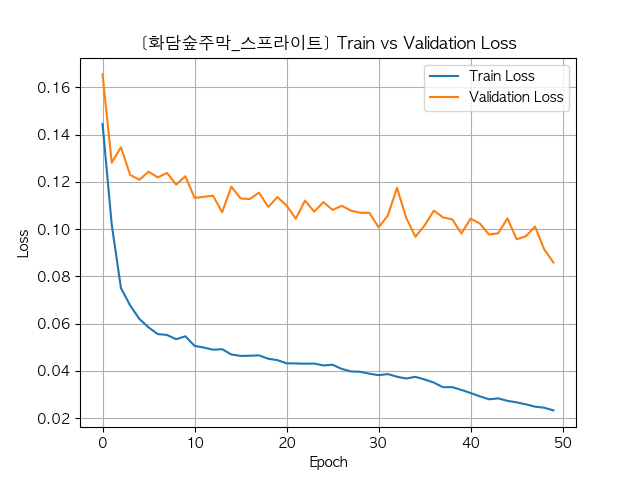 [화담숲주막_스프라이트] Train vs Validation Loss
Train Loss
Validation Loss
0.16
0.14
0.12
0.10
0.08
0.06
0.04
0.02
Loss
0 10 20 30 40 50
Epoch